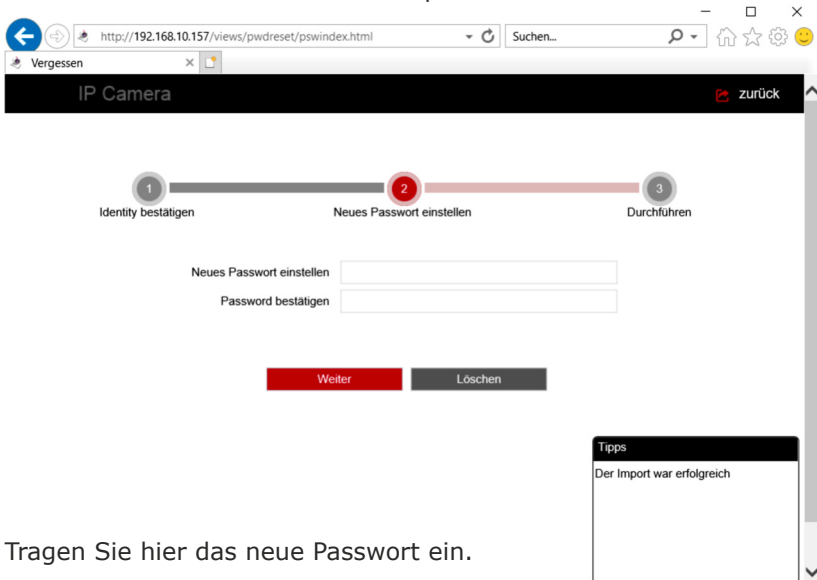 http://192.168.10.157/views/pwdreset/pswindex.html
Suchen...
Vergessen
IP Camera
zurück
1
2
3
Identity bestätigen
Neues Passwort einstellen
Durchführen
Neues Passwort einstellen
Password bestätigen
Weiter
Löschen
Tipps
Der Import war erfolgreich
Tragen Sie hier das neue Passwort ein.